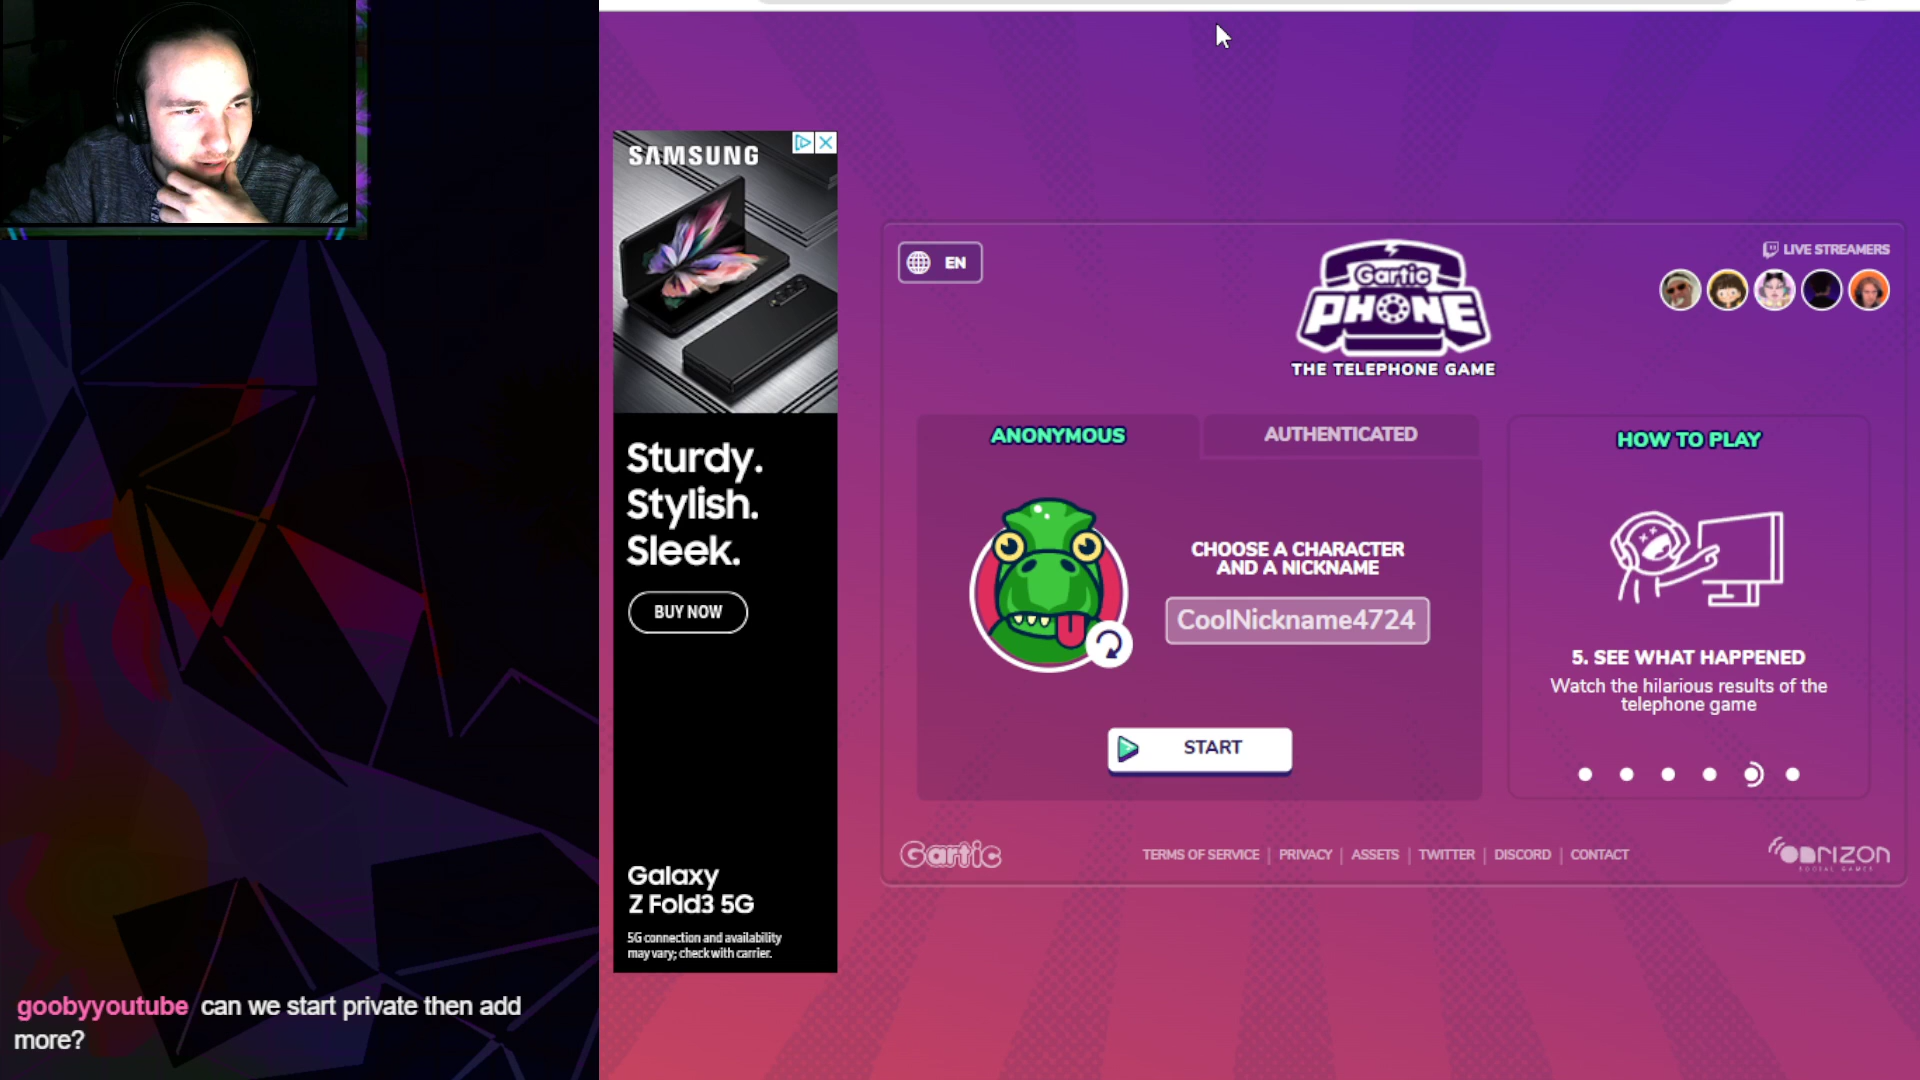 SAMSUNG
Sturdy.
Stylish.
Sleek.
BUY NOW
Galaxy
Z Fold3 5G
5G connection and availability
may vary; check with carrier.
EN
Gartic
PHONE
THE TELEPHONE GAME
LIVE STREAMERS
ANONYMOUS
AUTHENTICATED
CHOOSE A CHARACTER
AND A NICKNAME
CoolNickname4724
START
HOW TO PLAY
5. SEE WHAT HAPPENED
Watch the hilarious results of the
telephone game
Gartic
TERMS OF SERVICE | PRIVACY | ASSETS | TWITTER | DISCORD | CONTACT
ONRIZON
SOCIAL GAMES
goobyyoutube can we start private then add
more?